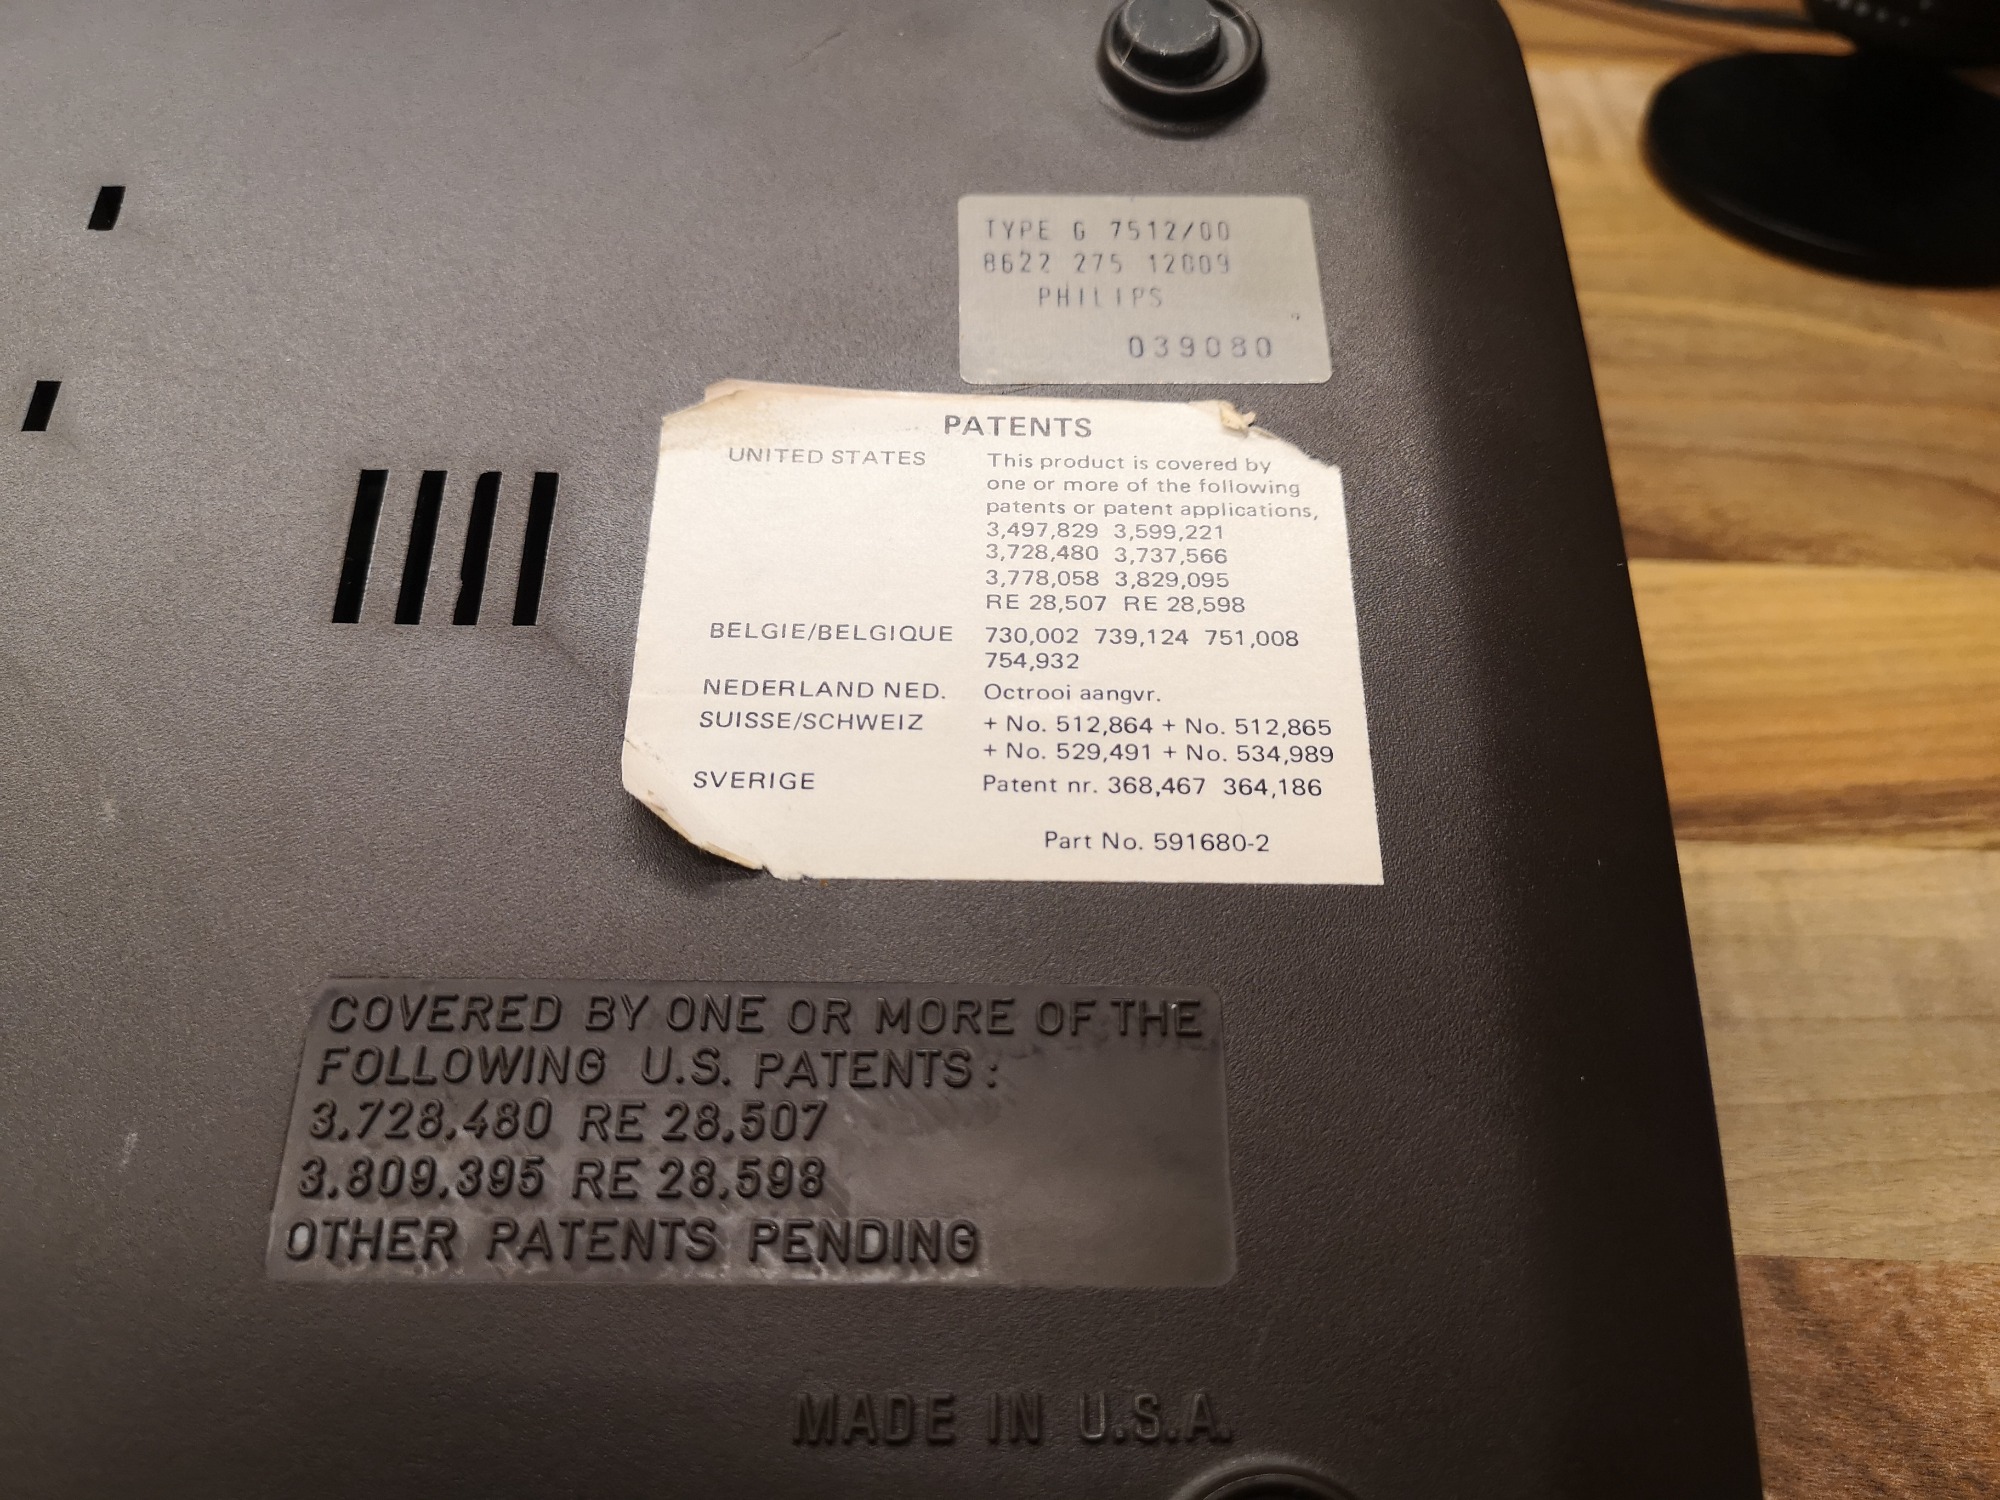 TYPE G 7512/00
8622 275 12009
PHILIPS
039080
PATENTS
UNITED STATES This product is covered by
one or more of the following
patents or patent applications,
3,497,829 3,599,221
3,728,480 3,737,566
3,778,058 3,829,095
RE 28,507 RE 28,598
BELGIE/BELGIQUE 730,002 739,124 751,008
754,932
NEDERLAND NED. Octrooi aangvr.
SUISSE/SCHWEIZ + No. 512,864 + No. 512,865
+ No. 529,491 + No. 534,989
SVERIGE Patent nr. 368,467 364,186
Part No. 591680-2
COVERED BY ONE OR MORE OF THE
FOLLOWING U.S. PATENTS:
3,728,480 RE 28,507
3,809,395 RE 28,598
OTHER PATENTS PENDING
MADE IN U.S.A.